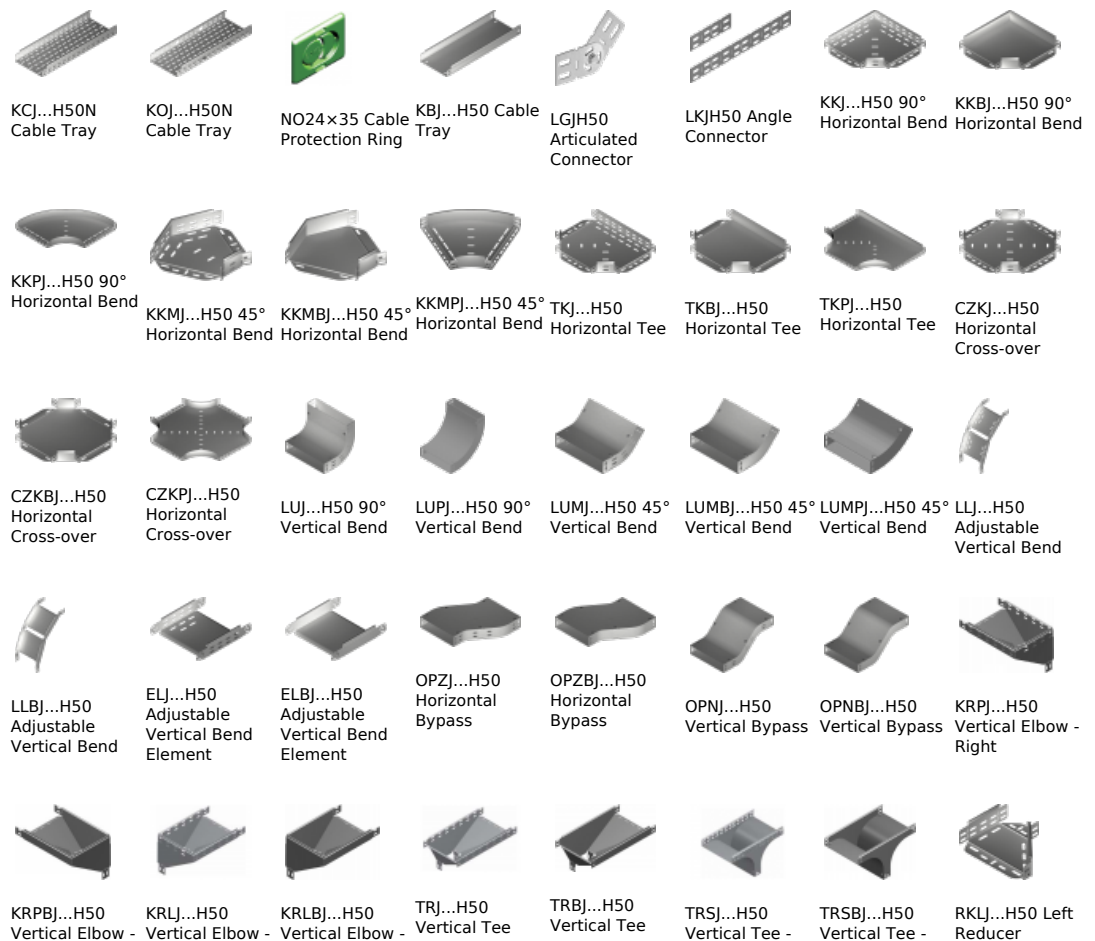 KCJ...H50N
Cable Tray
KOJ...H50N
Cable Tray
NO24×35 Cable
Protection Ring
KBJ...H50 Cable
Tray
LGJH50
Articulated
Connector
LKJH50 Angle
Connector
KKJ...H50 90°
Horizontal Bend
KKBJ...H50 90°
Horizontal Bend
KKPJ...H50 90°
Horizontal Bend
KKMJ...H50 45°
Horizontal Bend
KKMBJ...H50 45°
Horizontal Bend
KKMPJ...H50 45°
Horizontal Bend
TKJ...H50
Horizontal Tee
TKBJ...H50
Horizontal Tee
TKPJ...H50
Horizontal Tee
CZKJ...H50
Horizontal
Cross-over
CZKBJ...H50
Horizontal
Cross-over
CZKPJ...H50
Horizontal
Cross-over
LUJ...H50 90°
Vertical Bend
LUPJ...H50 90°
Vertical Bend
LUMJ...H50 45°
Vertical Bend
LUMBJ...H50 45°
Vertical Bend
LUMPJ...H50 45°
Vertical Bend
LLJ...H50
Adjustable
Vertical Bend
LLBJ...H50
Adjustable
Vertical Bend
ELJ...H50
Adjustable
Vertical Bend
Element
ELBJ...H50
Adjustable
Vertical Bend
Element
OPZJ...H50
Horizontal
Bypass
OPZBJ...H50
Horizontal
Bypass
OPNJ...H50
Vertical Bypass
OPNBJ...H50
Vertical Bypass
KRPJ...H50
Vertical Elbow -
Right
KRPBJ...H50
Vertical Elbow -
KRLJ...H50
Vertical Elbow -
KRLBJ...H50
Vertical Elbow -
TRJ...H50
Vertical Tee
TRBJ...H50
Vertical Tee
TRSJ...H50
Vertical Tee -
TRSBJ...H50
Vertical Tee -
RKLJ...H50 Left
Reducer